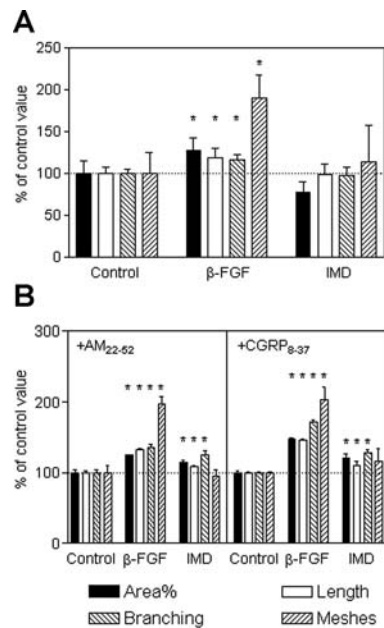 A
250
200
150
100
50
0
% of control value
* * * *
Control β-FGF IMD
B
300
200
100
0
% of control value
+AM22-52 +CGRP8-37
* * * * * * * * * * * * * *
Control β-FGF IMD Control β-FGF IMD
Area% Length
Branching Meshes